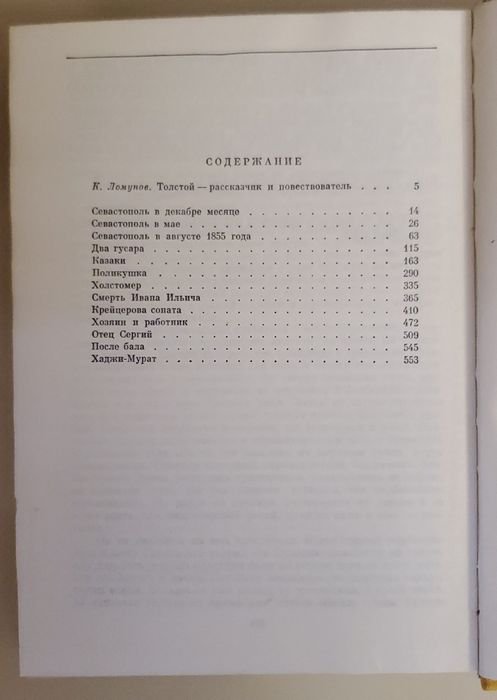 СОДЕРЖАНИЕ
К. Ломунов. Толстой — рассказчик и повествователь . . . 5
Севастополь в декабре месяце . . . . . . . . . . . . 14
Севастополь в мае . . . . . . . . . . . . . . . . 26
Севастополь в августе 1855 года . . . . . . . . . . . 63
Два гусара . . . . . . . . . . . . . . . . . . 115
Казаки . . . . . . . . . . . . . . . . . . . 163
Поликушка . . . . . . . . . . . . . . . . . . 290
Холстомер . . . . . . . . . . . . . . . . . . 335
Смерть Ивана Ильича . . . . . . . . . . . . . . 365
Крейцерова соната . . . . . . . . . . . . . . . 410
Хозяин и работник . . . . . . . . . . . . . . . 472
Отец Сергий . . . . . . . . . . . . . . . . . 509
После бала . . . . . . . . . . . . . . . . . . 545
Хаджи-Мурат . . . . . . . . . . . . . . . . . 553